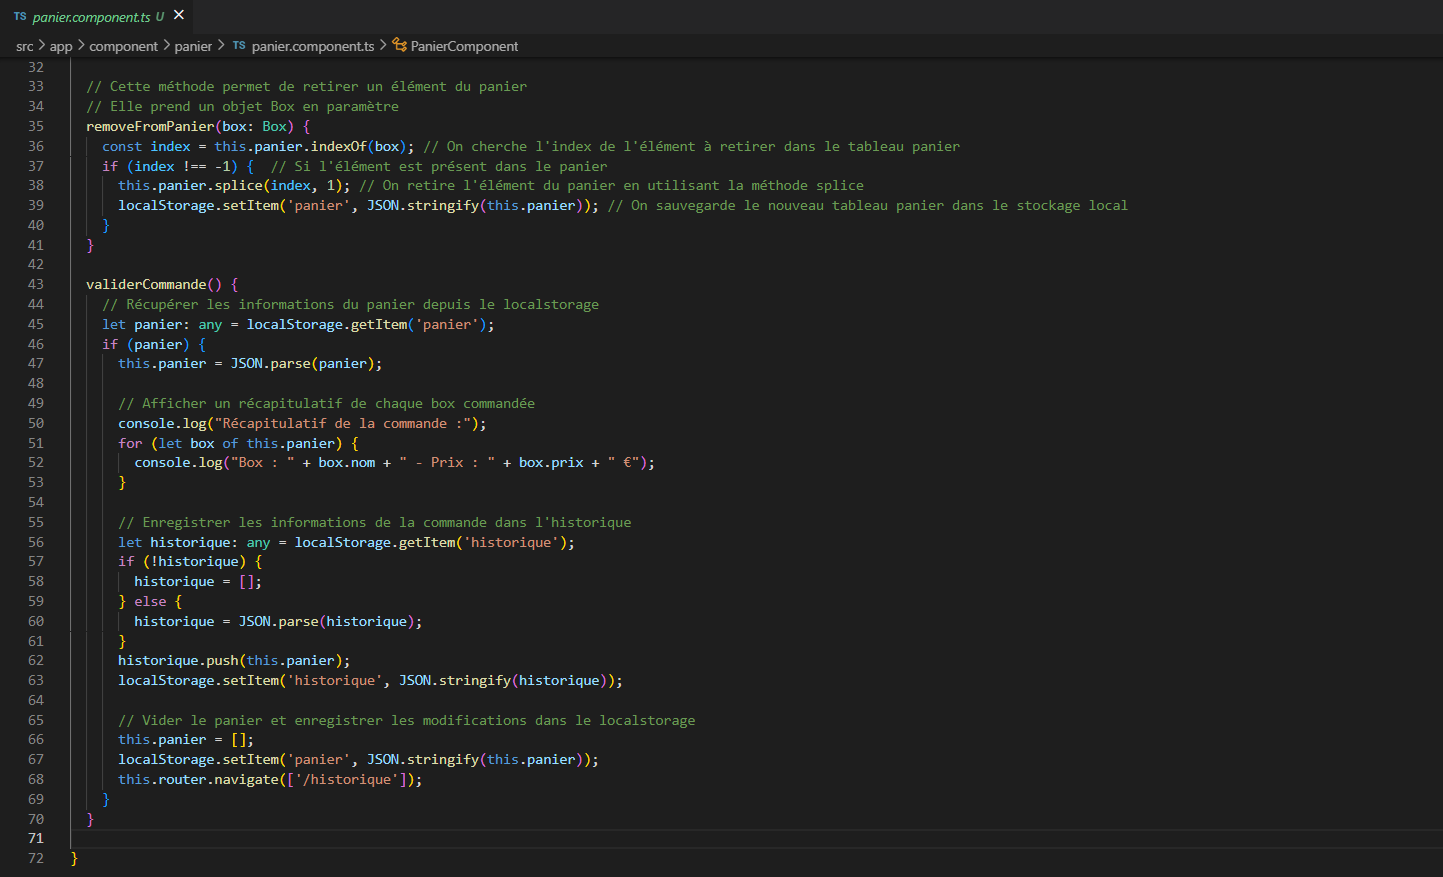 TS panier.component.ts U ×
src > app > component > panier > TS panier.component.ts > PanierComponent
32
33 // Cette méthode permet de retirer un élément du panier
34 // Elle prend un objet Box en paramètre
35 removeFromPanier(box: Box) {
36 const index = this.panier.indexOf(box); // On cherche l'index de l'élément à retirer dans le tableau panier
37 if (index !== -1) {  // Si l'élément est présent dans le panier
38 this.panier.splice(index, 1); // On retire l'élément du panier en utilisant la méthode splice
39 localStorage.setItem('panier', JSON.stringify(this.panier)); // On sauvegarde le nouveau tableau panier dans le stockage local
40 }
41 }
42
43 validerCommande() {
44 // Récupérer les informations du panier depuis le localstorage
45 let panier: any = localStorage.getItem('panier');
46 if (panier) {
47 this.panier = JSON.parse(panier);
48
49 // Afficher un récapitulatif de chaque box commandée
50 console.log("Récapitulatif de la commande :");
51 for (let box of this.panier) {
52 console.log("Box : " + box.nom + " - Prix : " + box.prix + " €");
53 }
54
55 // Enregistrer les informations de la commande dans l'historique
56 let historique: any = localStorage.getItem('historique');
57 if (!historique) {
58 historique = [];
59 } else {
60 historique = JSON.parse(historique);
61 }
62 historique.push(this.panier);
63 localStorage.setItem('historique', JSON.stringify(historique));
64
65 // Vider le panier et enregistrer les modifications dans le localstorage
66 this.panier = [];
67 localStorage.setItem('panier', JSON.stringify(this.panier));
68 this.router.navigate(['/historique']);
69 }
70 }
71
72 }